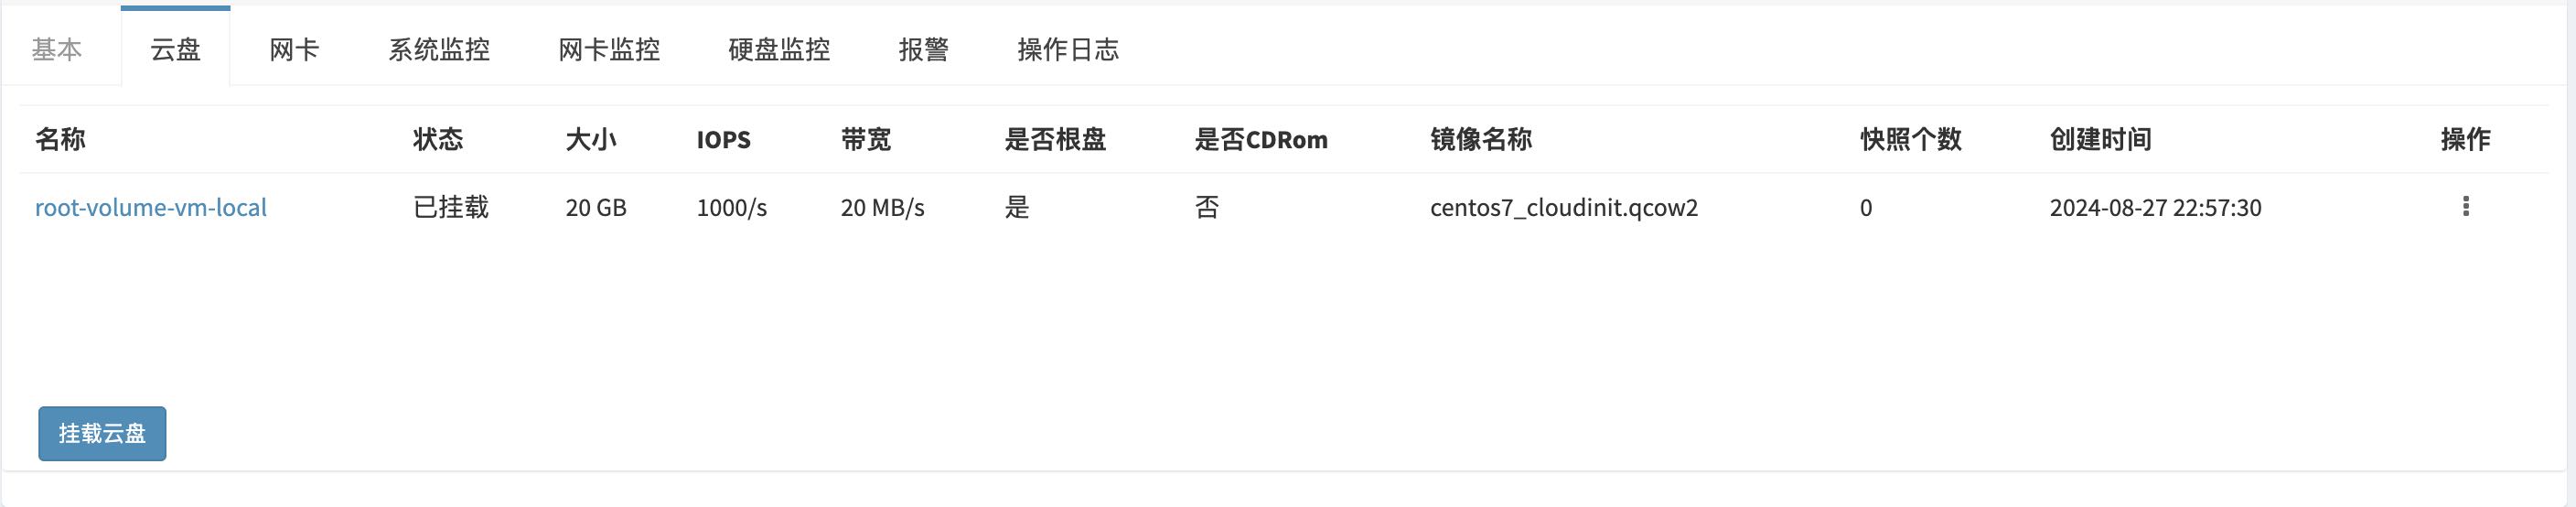 基本 云盘 网卡 系统监控 网卡监控 硬盘监控 报警 操作日志
名称 状态 大小 IOPS 带宽 是否根盘 是否CDRom 镜像名称 快照个数 创建时间 操作
root-volume-vm-local 已挂载 20 GB 1000/s 20 MB/s 是 否 centos7_cloudinit.qcow2 0 2024-08-27 22:57:30
挂载云盘